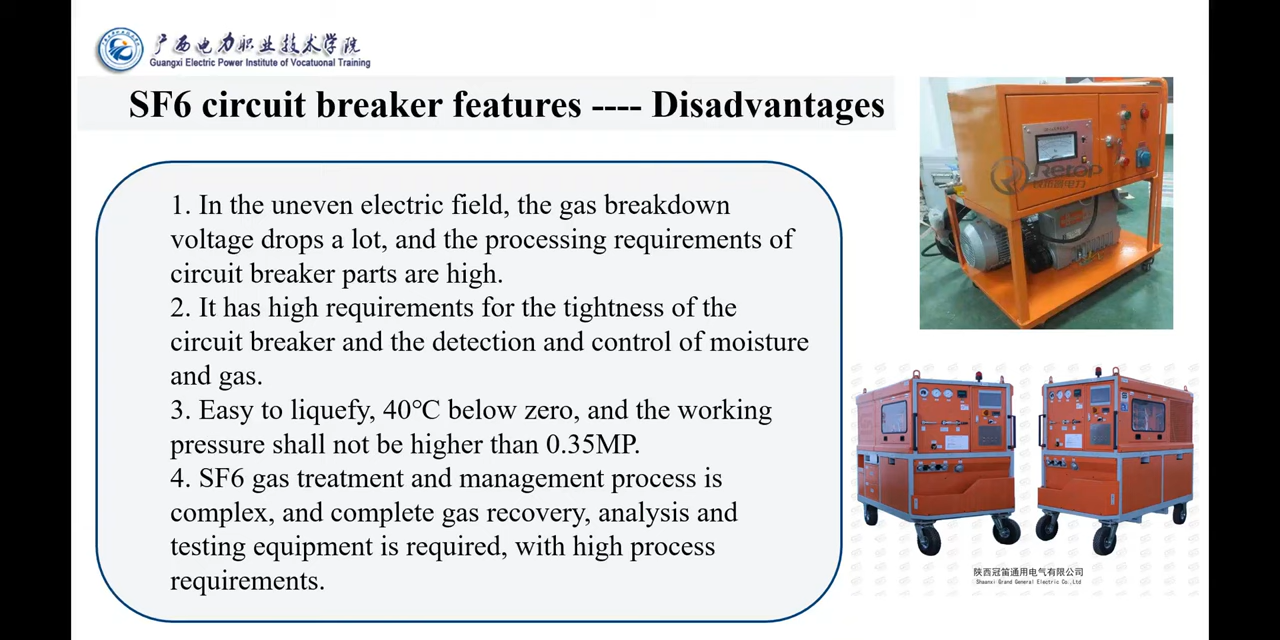 广西电力职业技术学院
Guangxi Electric Power Institute of Vocatuional Training
SF6 circuit breaker features ---- Disadvantages
1. In the uneven electric field, the gas breakdown
voltage drops a lot, and the processing requirements of
circuit breaker parts are high.
2. It has high requirements for the tightness of the
circuit breaker and the detection and control of moisture
and gas.
3. Easy to liquefy, 40℃ below zero, and the working
pressure shall not be higher than 0.35MP.
4. SF6 gas treatment and management process is
complex, and complete gas recovery, analysis and
testing equipment is required, with high process
requirements.
Retop
陕西冠笛通用电气有限公司
Shaanxi Grand General Electric Co.,Ltd